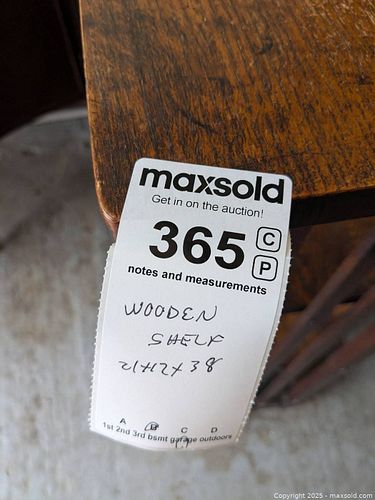 maxsold
Get in on the auction!
365 C
P
notes and measurements
WOODEN
SHELF
A B C D
1st 2nd 3rd bsmt garage outdoors
Copyright 2025 - maxsold.com